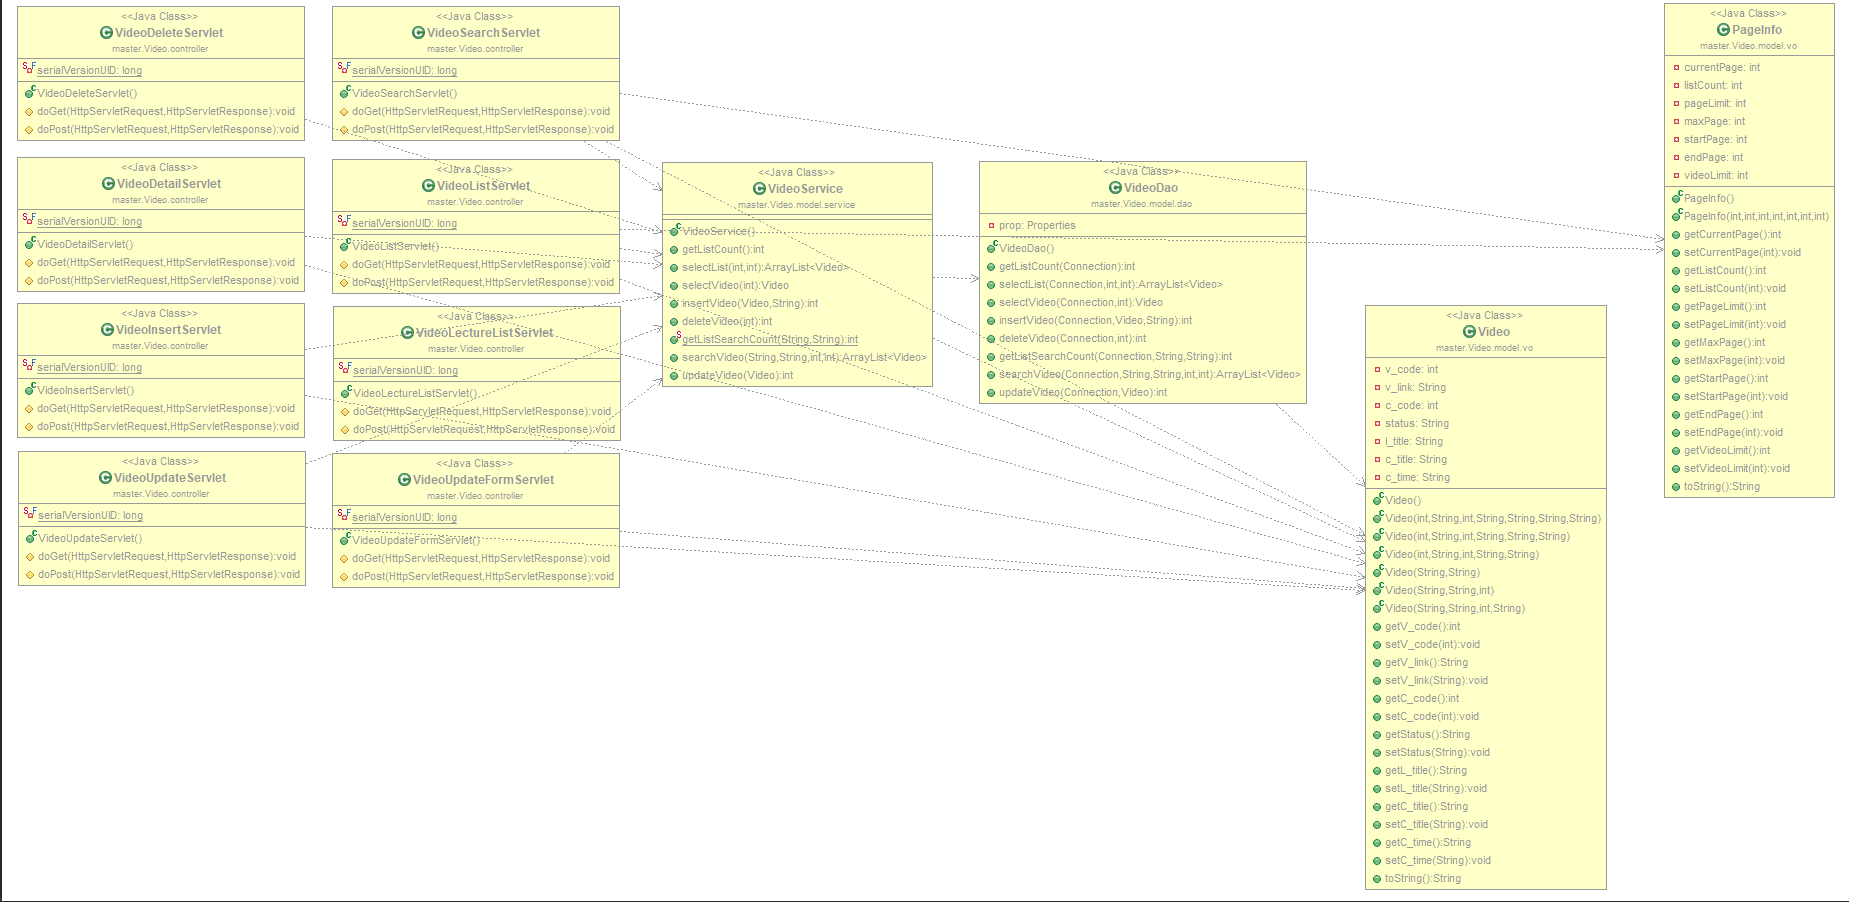 <<Java Class>>
VideoDeleteServlet
master.Video.controller
serialVersionUID: long
VideoDeleteServlet()
doGet(HttpServletRequest,HttpServletResponse):void
doPost(HttpServletRequest,HttpServletResponse):void
<<Java Class>>
VideoSearchServlet
master.Video.controller
serialVersionUID: long
VideoSearchServlet()
doGet(HttpServletRequest,HttpServletResponse):void
doPost(HttpServletRequest,HttpServletResponse):void
<<Java Class>>
VideoDetailServlet
master.Video.controller
serialVersionUID: long
VideoDetailServlet()
doGet(HttpServletRequest,HttpServletResponse):void
doPost(HttpServletRequest,HttpServletResponse):void
<<Java Class>>
VideoListServlet
master.Video.controller
serialVersionUID: long
VideoListServlet()
doGet(HttpServletRequest,HttpServletResponse):void
doPost(HttpServletRequest,HttpServletResponse):void
<<Java Class>>
VideoInsertServlet
master.Video.controller
serialVersionUID: long
VideoInsertServlet()
doGet(HttpServletRequest,HttpServletResponse):void
doPost(HttpServletRequest,HttpServletResponse):void
<<Java Class>>
VideoLectureListServlet
master.Video.controller
serialVersionUID: long
VideoLectureListServlet()
doGet(HttpServletRequest,HttpServletResponse):void
doPost(HttpServletRequest,HttpServletResponse):void
<<Java Class>>
VideoUpdateServlet
master.Video.controller
serialVersionUID: long
VideoUpdateServlet()
doGet(HttpServletRequest,HttpServletResponse):void
doPost(HttpServletRequest,HttpServletResponse):void
<<Java Class>>
VideoUpdateFormServlet
master.Video.controller
serialVersionUID: long
VideoUpdateFormServlet()
doGet(HttpServletRequest,HttpServletResponse):void
doPost(HttpServletRequest,HttpServletResponse):void
<<Java Class>>
VideoService
master.Video.model.service
VideoService()
getListCount():int
selectList(int,int):ArrayList<Video>
selectVideo(int):Video
insertVideo(Video,String):int
deleteVideo(int):int
getListSearchCount(String,String):int
searchVideo(String,String,int,int):ArrayList<Video>
updateVideo(Video):int
<<Java Class>>
VideoDao
master.Video.model.dao
prop: Properties
VideoDao()
getListCount(Connection):int
selectList(Connection,int,int):ArrayList<Video>
selectVideo(Connection,int):Video
insertVideo(Connection,Video,String):int
deleteVideo(Connection,int):int
getListSearchCount(Connection,String,String):int
searchVideo(Connection,String,String,int,int):ArrayList<Video>
updateVideo(Connection,Video):int
<<Java Class>>
Video
master.Video.model.vo
v_code: int
v_link: String
c_code: int
status: String
l_title: String
c_title: String
c_time: String
Video()
Video(int,String,int,String,String,String,String)
Video(int,String,int,String,String,String)
Video(int,String,int,String,String)
Video(String,String)
Video(String,String,int)
Video(String,String,int,String)
getV_code():int
setV_code(int):void
getV_link():String
setV_link(String):void
getC_code():int
setC_code(int):void
getStatus():String
setStatus(String):void
getL_title():String
setL_title(String):void
getC_title():String
setC_title(String):void
getC_time():String
setC_time(String):void
toString():String
<<Java Class>>
PageInfo
master.Video.model.vo
currentPage: int
listCount: int
pageLimit: int
maxPage: int
startPage: int
endPage: int
videoLimit: int
PageInfo()
PageInfo(int,int,int,int,int,int,int)
getCurrentPage():int
setCurrentPage(int):void
getListCount():int
setListCount(int):void
getPageLimit():int
setPageLimit(int):void
getMaxPage():int
setMaxPage(int):void
getStartPage():int
setStartPage(int):void
getEndPage():int
setEndPage(int):void
getVideoLimit():int
setVideoLimit(int):void
toString():String